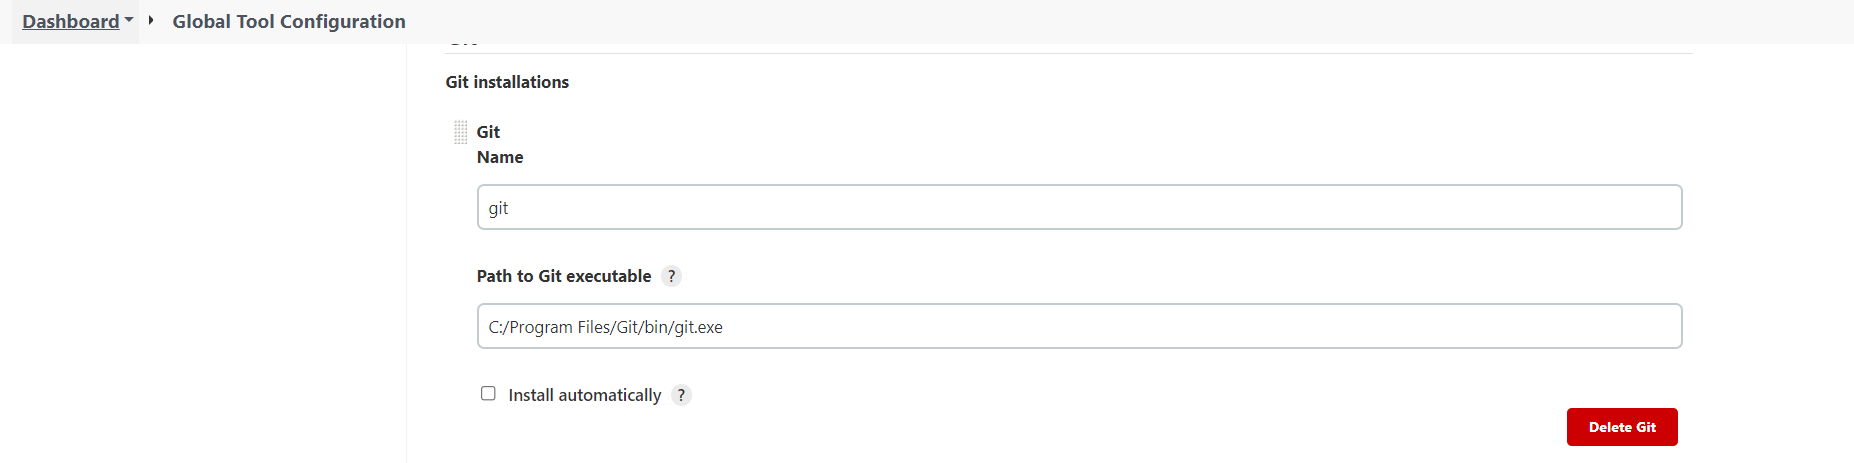 Dashboard
Global Tool Configuration
Git installations
Git
Name
git
Path to Git executable ?
C:/Program Files/Git/bin/git.exe
Install automatically ?
Delete Git